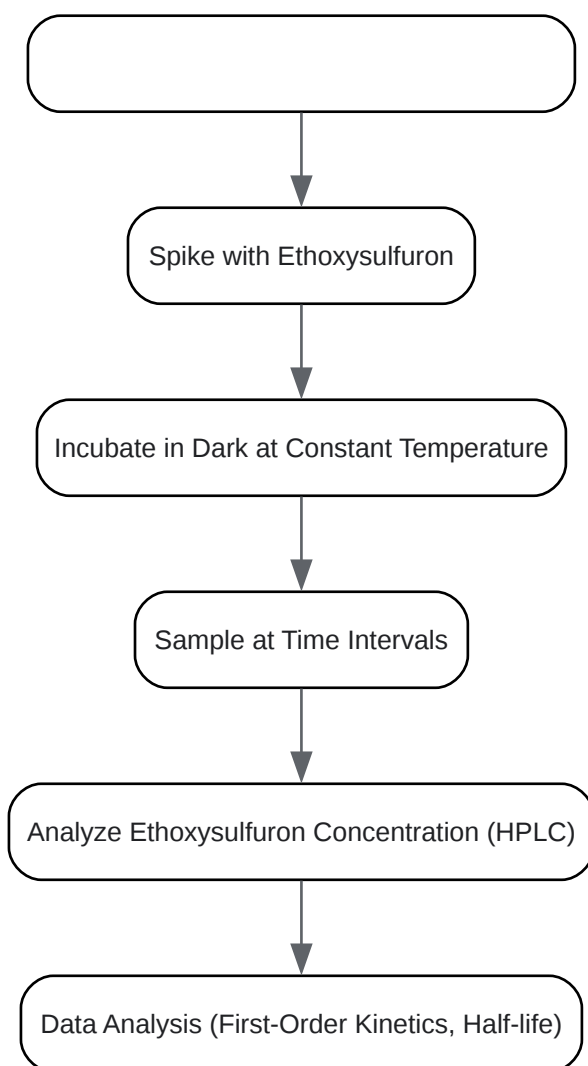 Spike with Ethoxysulfuron
Incubate in Dark at Constant Temperature
Sample at Time Intervals
Analyze Ethoxysulfuron Concentration (HPLC)
Data Analysis (First-Order Kinetics, Half-life)